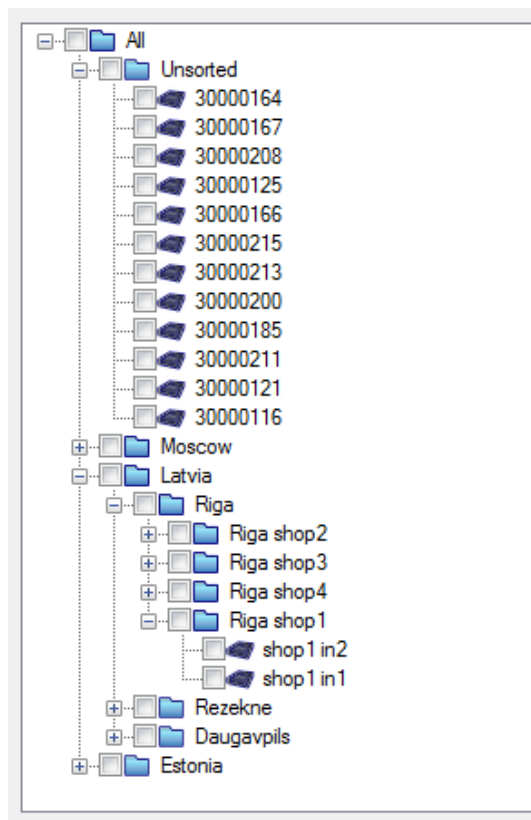 All
Unsorted
30000164
30000167
30000208
30000125
30000166
30000215
30000213
30000200
30000185
30000211
30000121
30000116
Moscow
Latvia
Riga
Riga shop2
Riga shop3
Riga shop4
Riga shop1
shop1 in2
shop1 in1
Rezekne
Daugavpils
Estonia